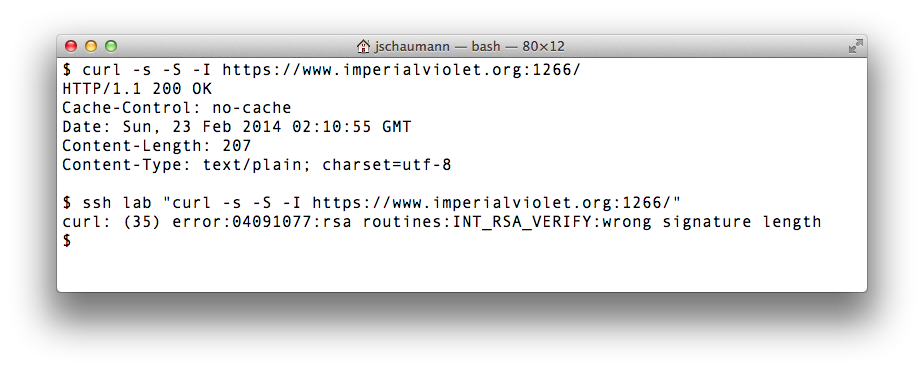 jschaumann — bash — 80×12
$ curl -s -S -I https://www.imperialviolet.org:1266/
HTTP/1.1 200 OK
Cache-Control: no-cache
Date: Sun, 23 Feb 2014 02:10:55 GMT
Content-Length: 207
Content-Type: text/plain; charset=utf-8
$ ssh lab "curl -s -S -I https://www.imperialviolet.org:1266/"
curl: (35) error:04091077:rsa routines:INT_RSA_VERIFY:wrong signature length
$